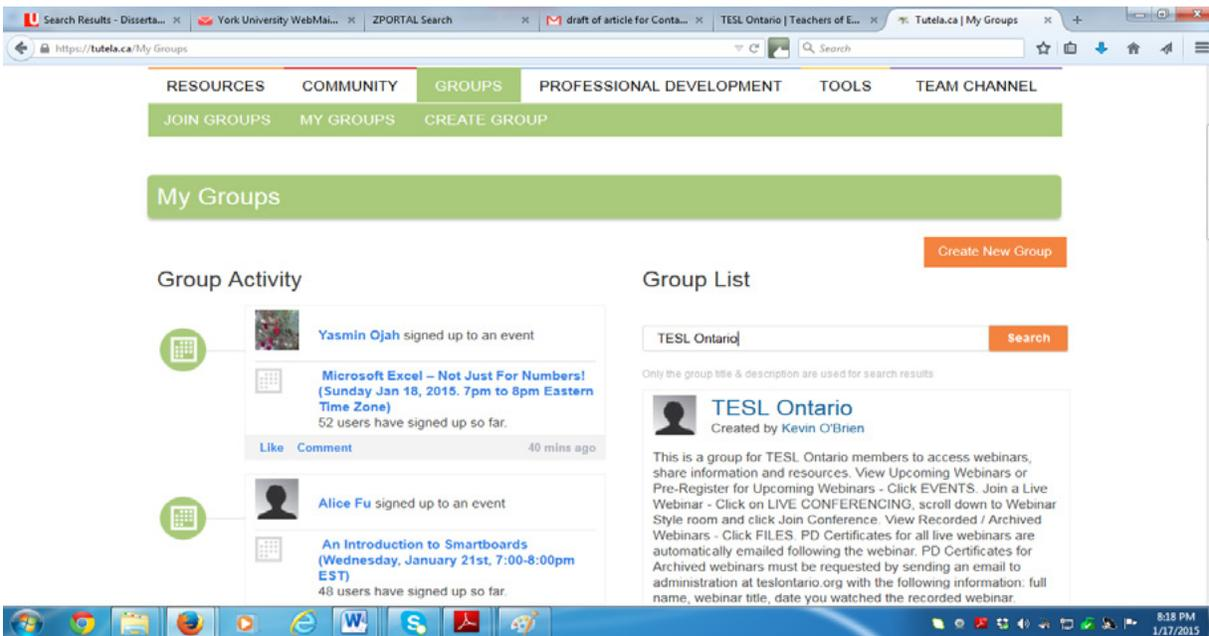 Search Results - Disserta...
York University WebMai...
ZPORTAL Search
draft of article for Conta...
TESL Ontario | Teachers of E...
Tutela.ca | My Groups
https://tutela.ca/My Groups
Search
RESOURCES COMMUNITY GROUPS PROFESSIONAL DEVELOPMENT TOOLS TEAM CHANNEL
JOIN GROUPS MY GROUPS CREATE GROUP
My Groups
Create New Group
Group Activity
Yasmin Ojah signed up to an event
Microsoft Excel – Not Just For Numbers!
(Sunday Jan 18, 2015. 7pm to 8pm Eastern
Time Zone)
52 users have signed up so far.
Like Comment 40 mins ago
Alice Fu signed up to an event
An Introduction to Smartboards
(Wednesday, January 21st, 7:00-8:00pm
EST)
48 users have signed up so far.
Group List
TESL Ontario
Search
Only the group title & description are used for search results
TESL Ontario
Created by Kevin O'Brien
This is a group for TESL Ontario members to access webinars,
share information and resources. View Upcoming Webinars or
Pre-Register for Upcoming Webinars - Click EVENTS. Join a Live
Webinar - Click on LIVE CONFERENCING, scroll down to Webinar
Style room and click Join Conference. View Recorded / Archived
Webinars - Click FILES. PD Certificates for all live webinars are
automatically emailed following the webinar. PD Certificates for
Archived webinars must be requested by sending an email to
administration at teslontario.org with the following information: full
name, webinar title, date you watched the recorded webinar.
8:18 PM
1/17/2015